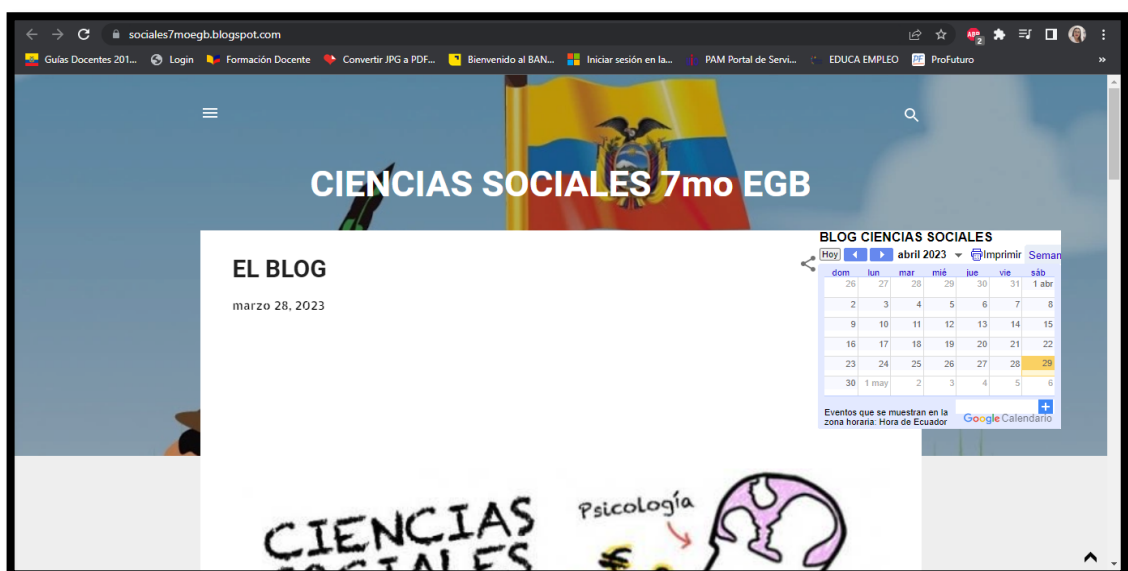 sociales7moegb.blogspot.com
ABP
2
Guías Docentes 201... Login Formación Docente Convertir JPG a PDF... Bienvenido al BAN... Iniciar sesión en la... PAM Portal de Servi... EDUCA EMPLEO PF ProFuturo »
CIENCIAS SOCIALES 7mo EGB
EL BLOG
marzo 28, 2023
BLOG CIENCIAS SOCIALES
Hoy abril 2023 Imprimir Seman
dom lun mar mié jue vie sáb
26 27 28 29 30 31 1 abr
2 3 4 5 6 7 8
9 10 11 12 13 14 15
16 17 18 19 20 21 22
23 24 25 26 27 28 29
30 1 may 2 3 4 5 6
Eventos que se muestran en la
zona horaria: Hora de Ecuador
Google Calendario
CIENCIAS
SOCIALES
Psicología
€